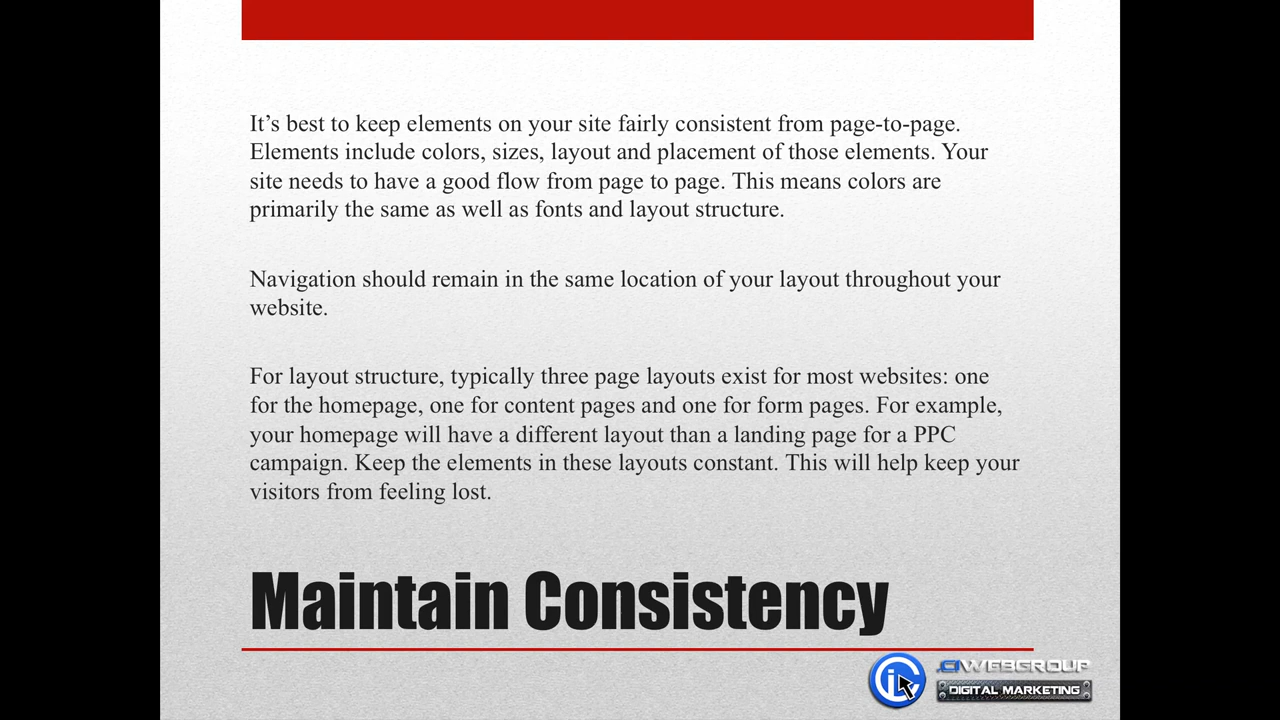 It’s best to keep elements on your site fairly consistent from page-to-page.
Elements include colors, sizes, layout and placement of those elements. Your
site needs to have a good flow from page to page. This means colors are
primarily the same as well as fonts and layout structure.
Navigation should remain in the same location of your layout throughout your
website.
For layout structure, typically three page layouts exist for most websites: one
for the homepage, one for content pages and one for form pages. For example,
your homepage will have a different layout than a landing page for a PPC
campaign. Keep the elements in these layouts constant. This will help keep your
visitors from feeling lost.
Maintain Consistency
CIWEBGROUP
DIGITAL MARKETING